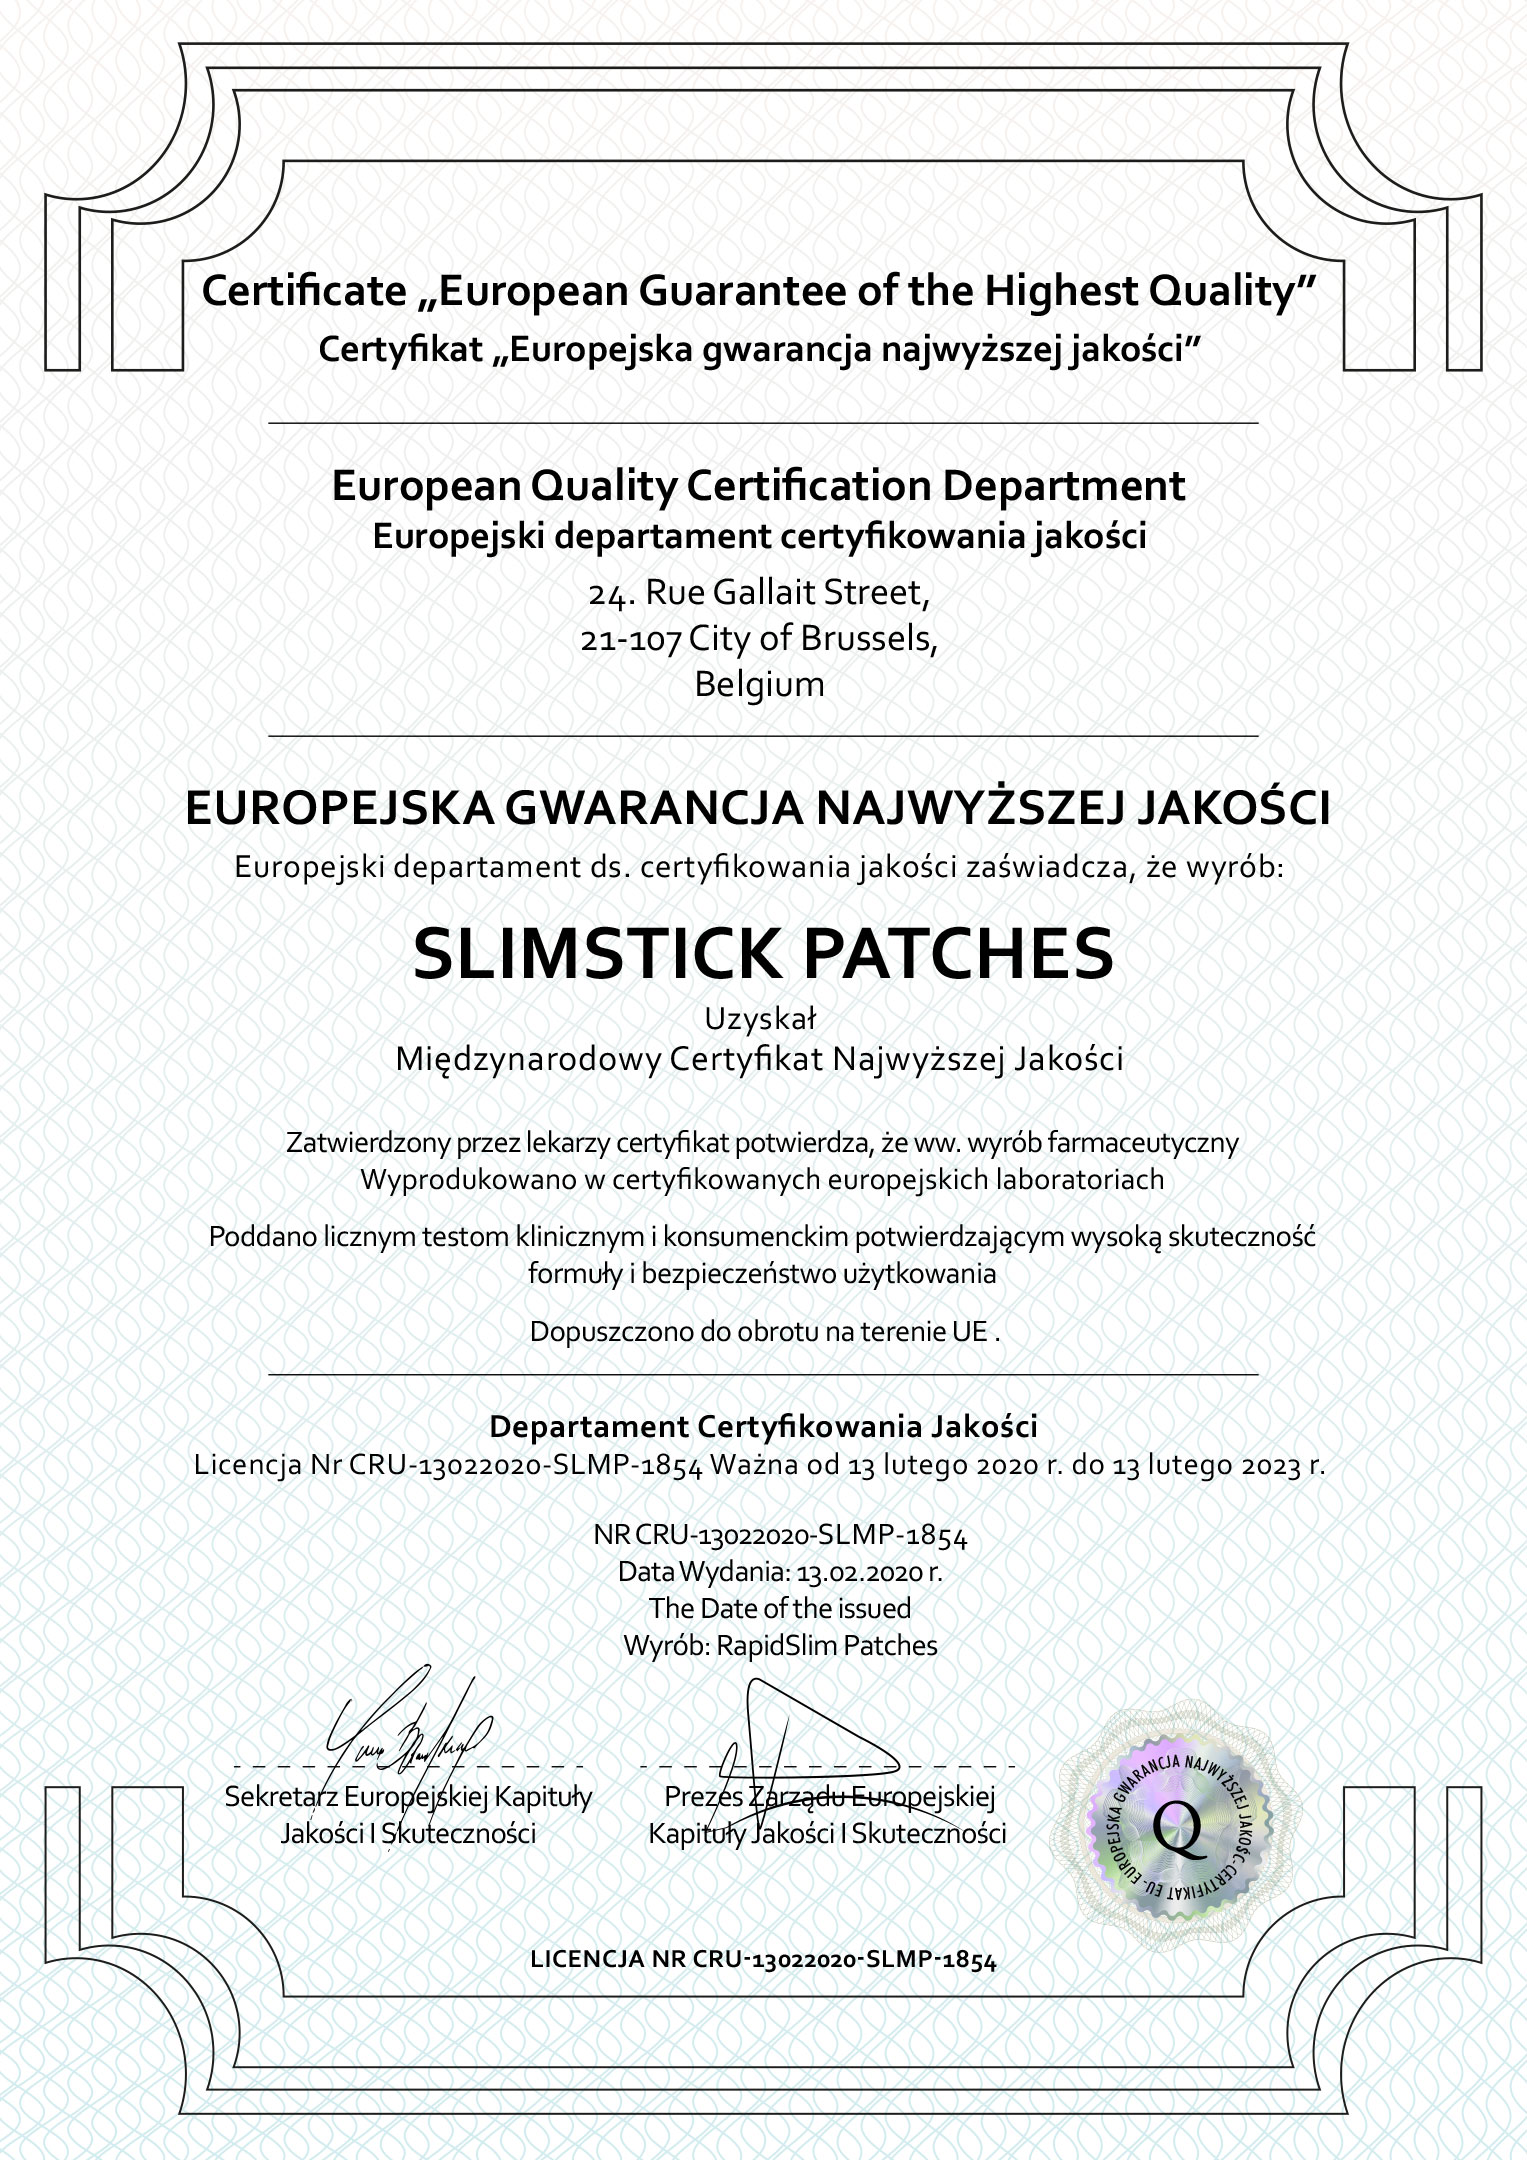 Certificate „European Guarantee of the Highest Quality”
Certyfikat „Europejska gwarancja najwyższej jakości”
European Quality Certification Department
Europejski departament certyfikowania jakości
24. Rue Gallait Street,
21-107 City of Brussels,
Belgium
EUROPEJSKA GWARANCJA NAJWYŻSZEJ JAKOŚCI
Europejski departament ds. certyfikowania jakości zaświadcza, że wyrób:
SLIMSTICK PATCHES
Uzyskał
Międzynarodowy Certyfikat Najwyższej Jakości
Zatwierdzony przez lekarzy certyfikat potwierdza, że ww. wyrób farmaceutyczny
Wyprodukowano w certyfikowanych europejskich laboratoriach
Poddano licznym testom klinicznym i konsumenckim potwierdzającym wysoką skuteczność
formuły i bezpieczeństwo użytkowania
Dopuszczono do obrotu na terenie UE .
Departament Certyfikowania Jakości
Licencja Nr CRU-13022020-SLMP-1854 Ważna od 13 lutego 2020 r. do 13 lutego 2023 r.
NR CRU-13022020-SLMP-1854
Data Wydania: 13.02.2020 r.
The Date of the issued
Wyrób: RapidSlim Patches
Sekretarz Europejskiej Kapituły
Jakości I Skuteczności
Prezes Zarządu Europejskiej
Kapituły Jakości I Skuteczności
EUROPEJSKA GWARANCJA NAJWYŻSZEJ JAKOŚC-CERTYFIKAT EU -
Q
LICENCJA NR CRU-13022020-SLMP-1854